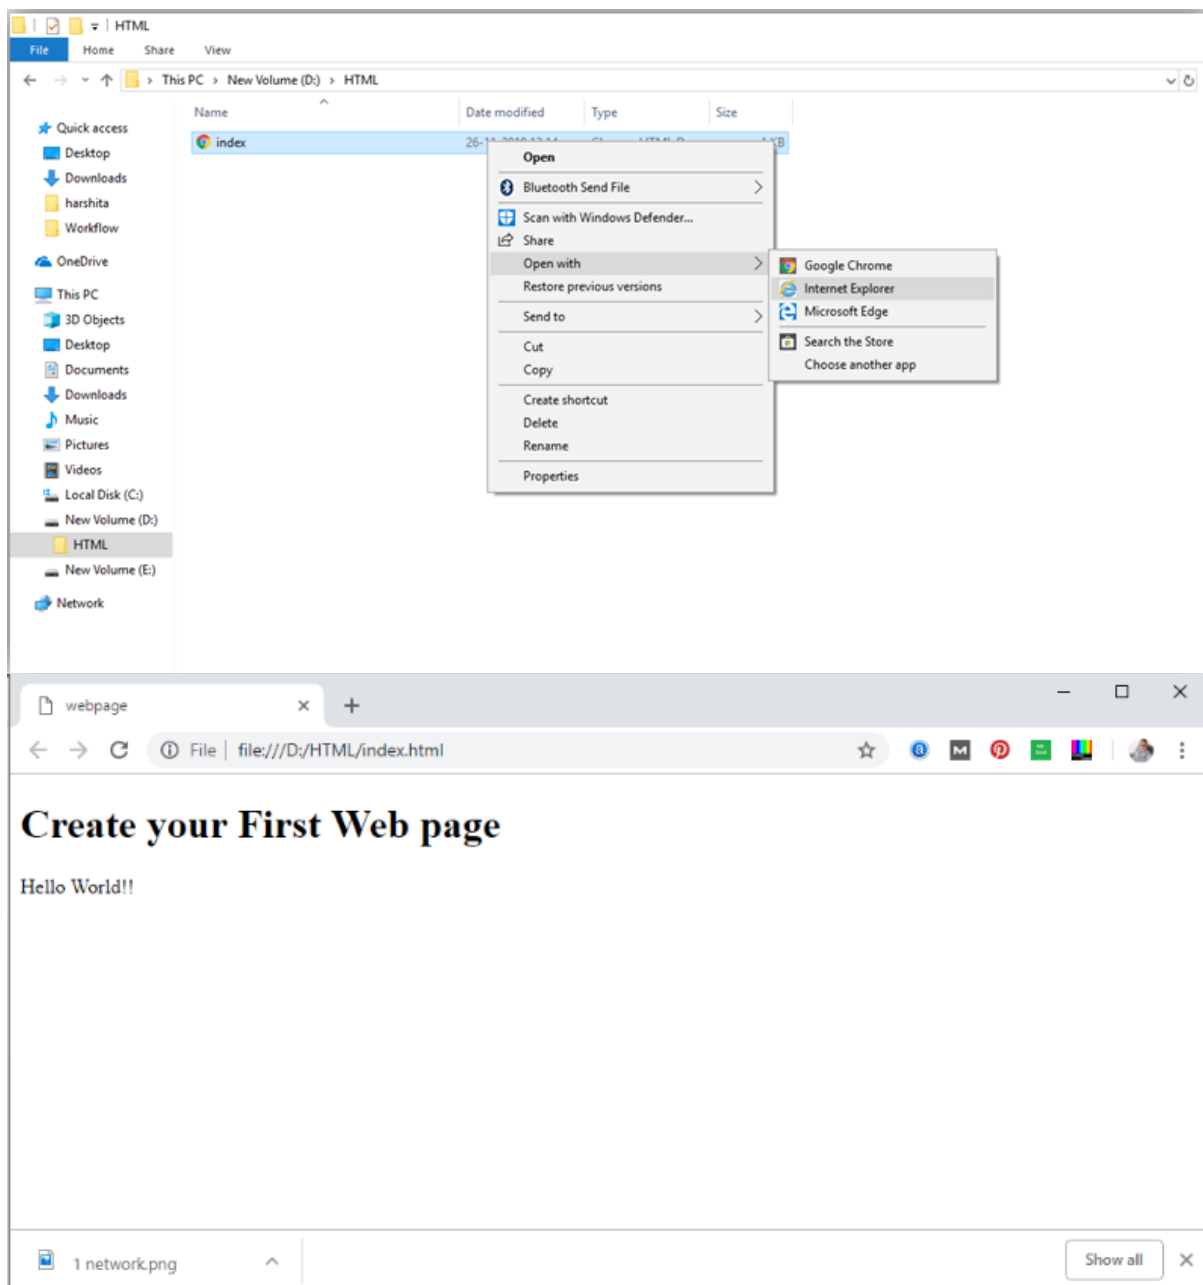 HTML
File Home Share View
This PC > New Volume (D:) > HTML
Name Date modified Type Size
Quick access
Desktop
Downloads
harshita
Workflow
OneDrive
This PC
3D Objects
Desktop
Documents
Downloads
Music
Pictures
Videos
Local Disk (C:)
New Volume (D:)
HTML
New Volume (E:)
Network
index
Open
Bluetooth Send File
Scan with Windows Defender...
Share
Open with
Restore previous versions
Send to
Cut
Copy
Create shortcut
Delete
Rename
Properties
Google Chrome
Internet Explorer
Microsoft Edge
Search the Store
Choose another app
webpage
File file:///D:/HTML/index.html
Create your First Web page
Hello World!!
1 network.png Show all